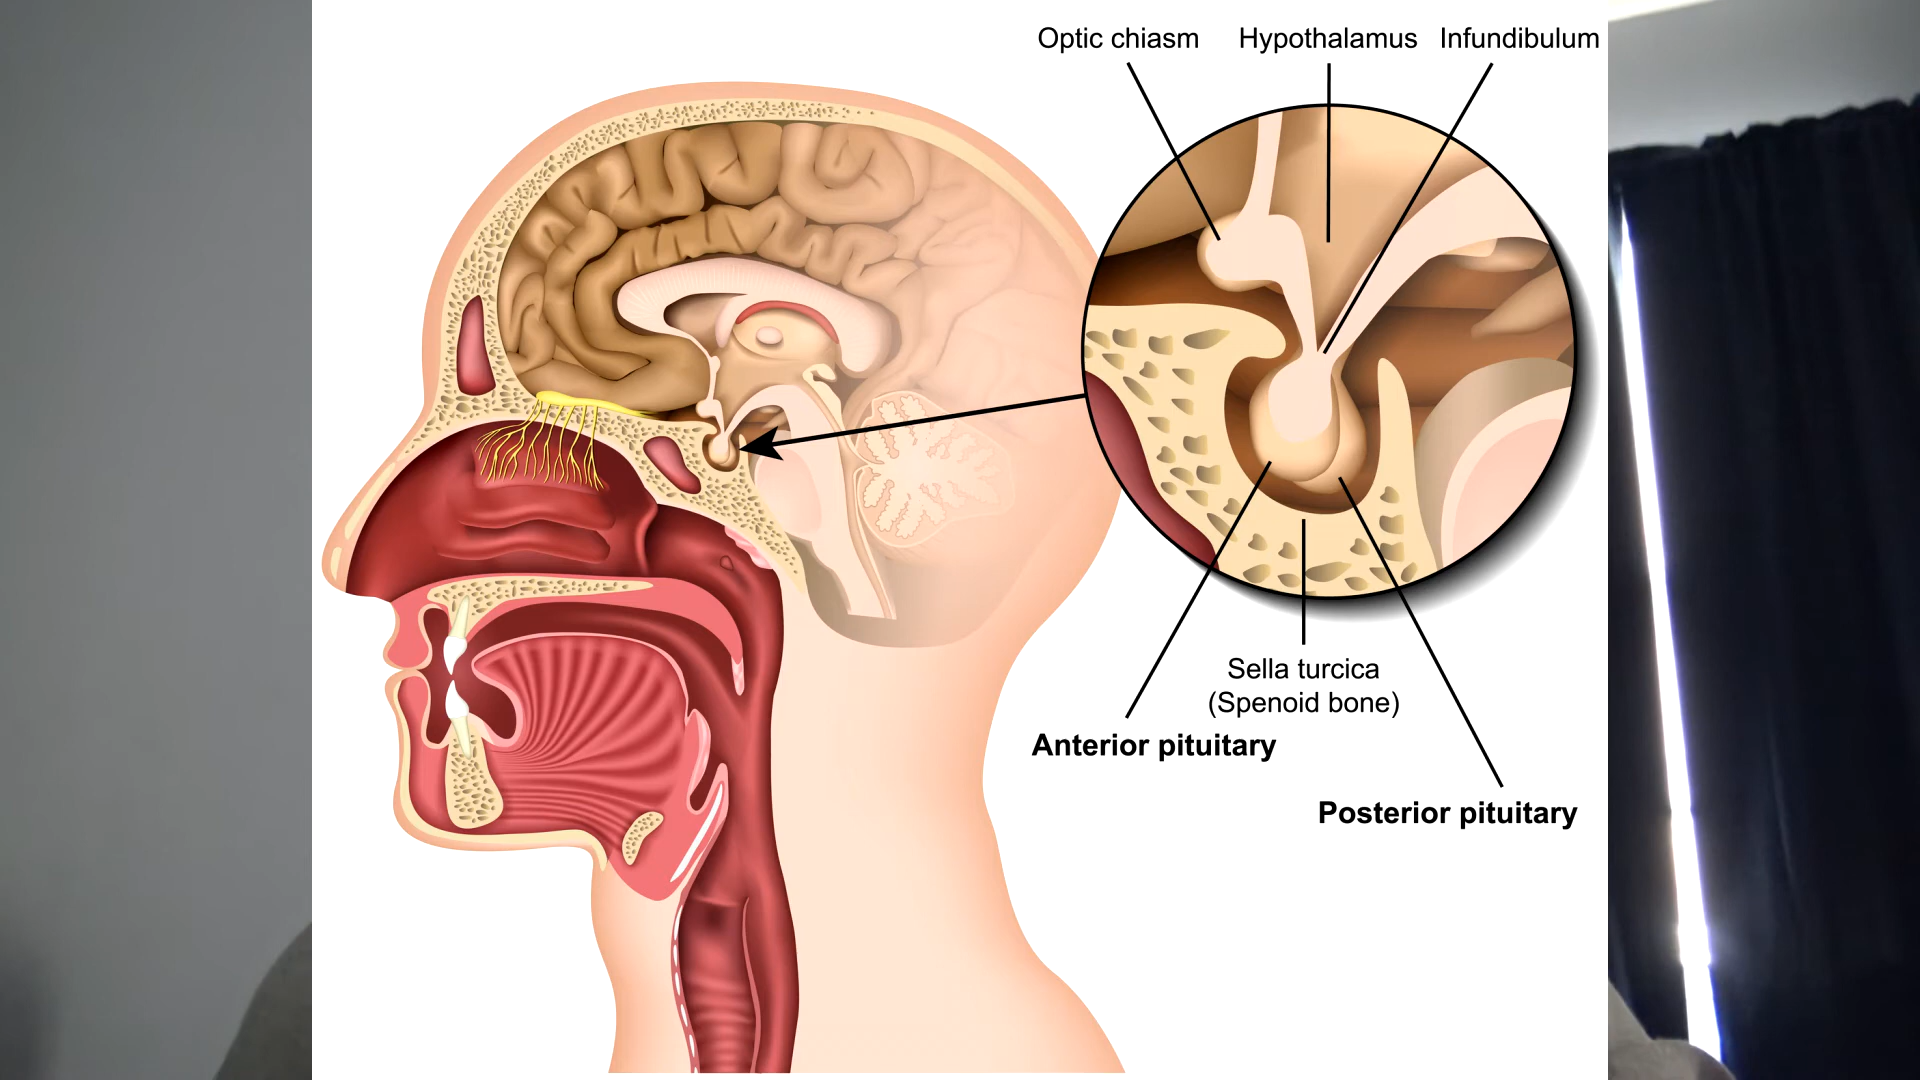 Optic chiasm
Hypothalamus
Infundibulum
Sella turcica
(Spenoid bone)
Anterior pituitary
Posterior pituitary